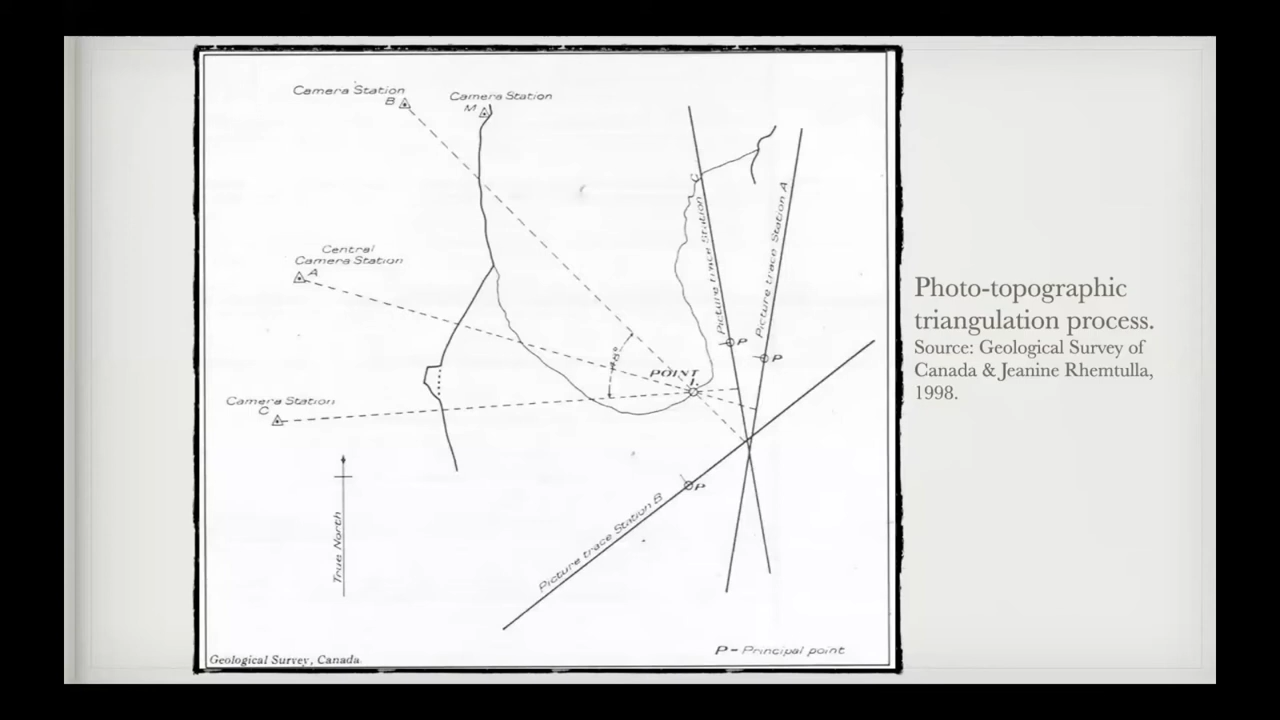 Camera Station
B
Camera Station
M
Central
Camera Station
A
Camera Station
C
POINT
L
48°
Picture trace Station C
Picture trace Station A
P
P
P
Picture trace Station B
True North
P - Principal point
Geological Survey, Canada.
Photo-topographic
triangulation process.
Source: Geological Survey of
Canada & Jeanine Rhemtulla,
1998.